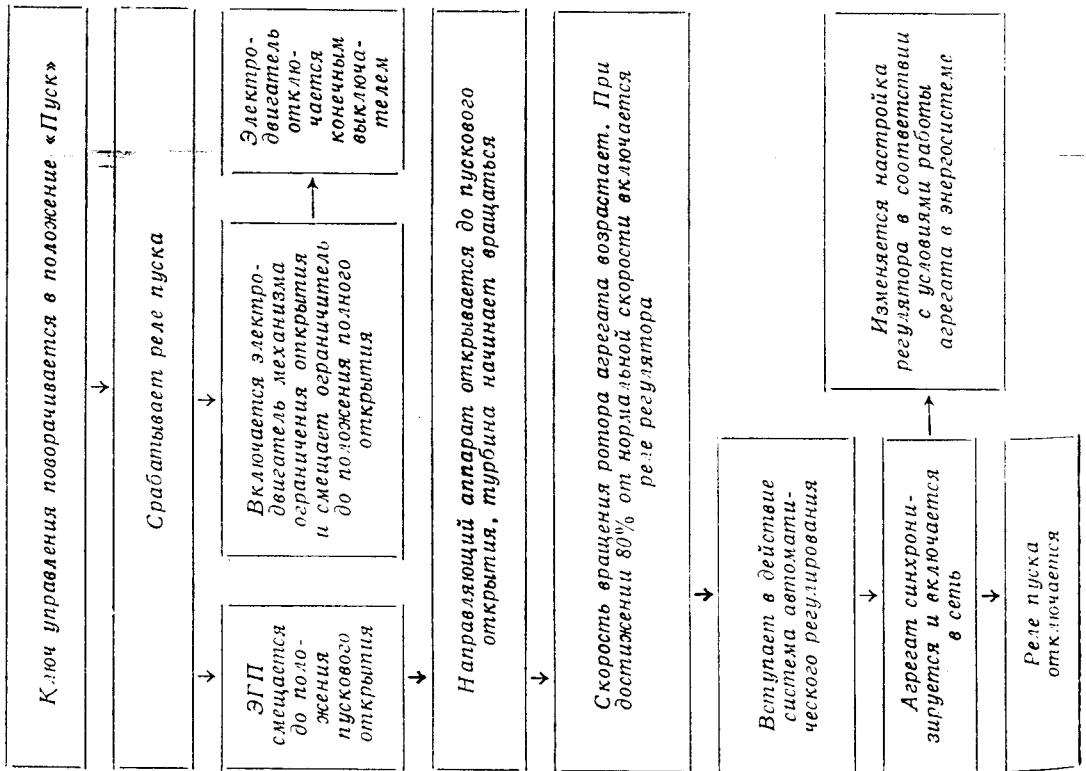 Ключ управления поворачивается в положение «Пуск»
Срабатывает реле пуска
ЭГП
смещается
до поло-
жения
пускового
открытия
Включается электро-
двигатель механизма
ограничения открытия
и смещает ограничитель
до положения полного
открытия
Электро-
двигатель
отклю-
чается
конечным
выключа-
телем
Направляющий аппарат открывается до пускового
открытия, турбина начинает вращаться
Скорость вращения ротора агрегата возрастает. При
достижении 80% от нормальной скорости включается
реле регулятора
Вступает в действие
система автомати-
ческого регулирования
Агрегат синхрони-
зируется и включается
в сеть
Изменяется настройка
регулятора в соответствии
с условиями работы
агрегата в энергосистеме
Реле пуска
отключается